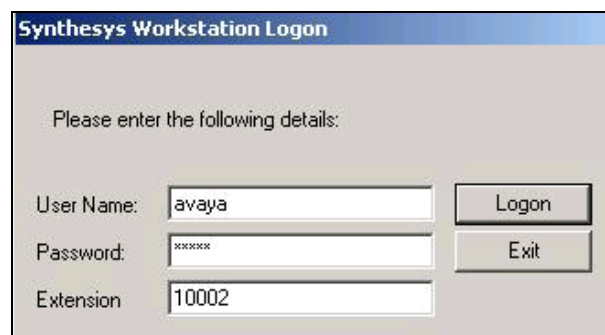 Synthesys Workstation Logon
Please enter the following details:
User Name: avaya Logon
Password: ***** Exit
Extension 10002